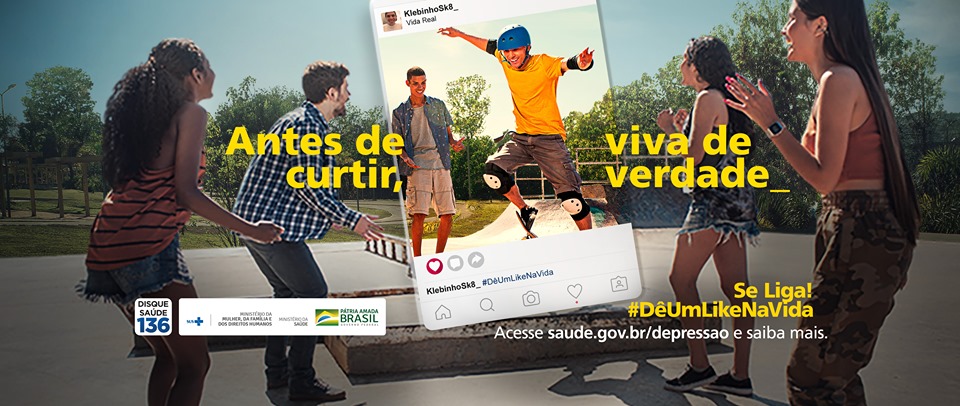 KlebinhoSk8_
Vida Real
Antes de
curtir,
viva de
verdade_
KlebinhoSk8_ #DêUmLikeNaVida
Se Liga!
#DêUmLikeNaVida
Acesse saude.gov.br/depressao e saiba mais.
DISQUE
SAÚDE
136
SUS
MINISTÉRIO DA
MULHER, DA FAMÍLIA E
DOS DIREITOS HUMANOS
MINISTÉRIO DA
SAÚDE
PÁTRIA AMADA
BRASIL
GOVERNO FEDERAL